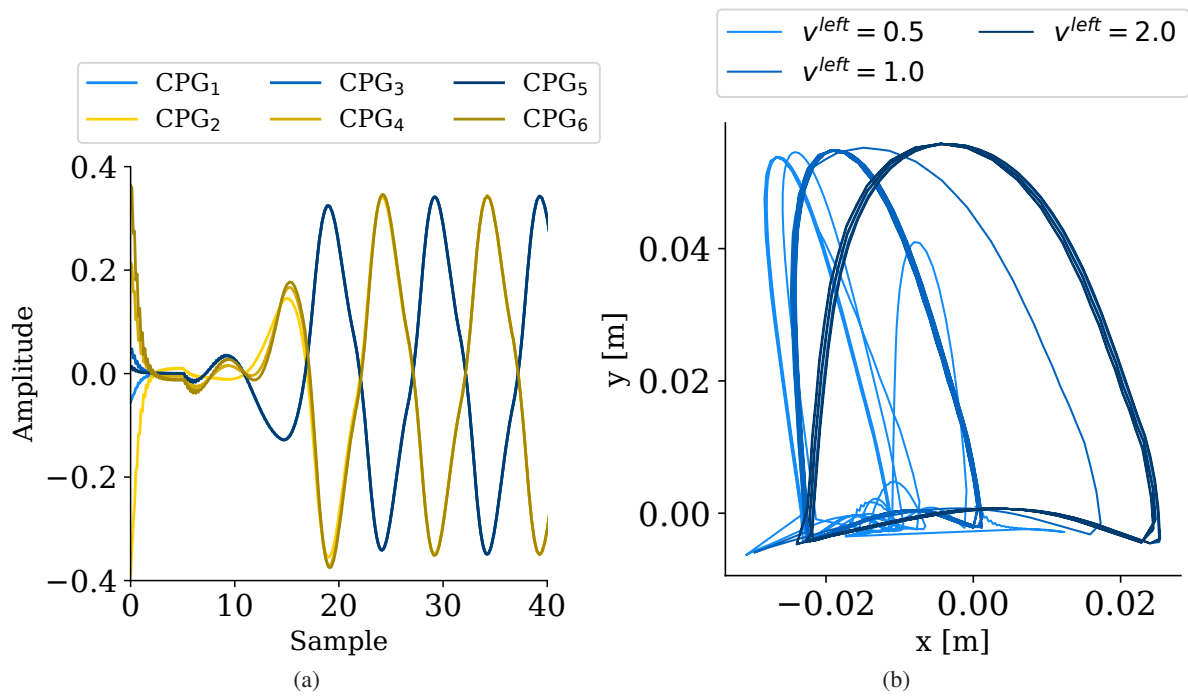 CPG₁ CPG₃ CPG₅
CPG₂ CPG₄ CPG₆
0.4
0.2
0.0
−0.2
−0.4
Amplitude
0 10 20 30 40
Sample
(a)
v^left = 0.5 v^left = 2.0
v^left = 1.0
0.04
0.02
0.00
y [m]
−0.02 0.00 0.02
x [m]
(b)